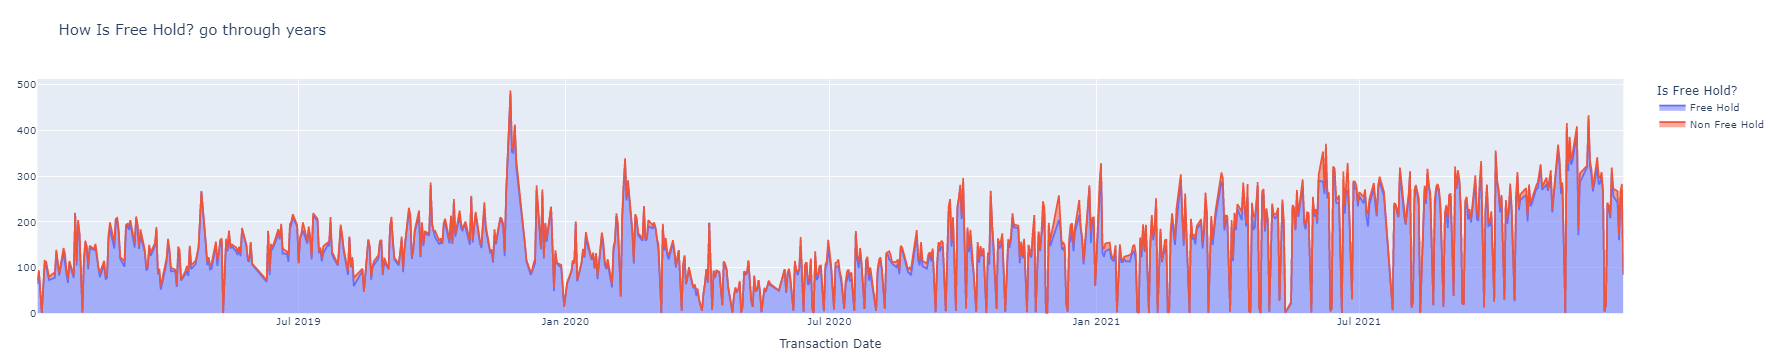 How Is Free Hold? go through years
500
400
300
200
100
0
Jul 2019
Jan 2020
Jul 2020
Jan 2021
Jul 2021
Transaction Date
Is Free Hold?
Free Hold
Non Free Hold